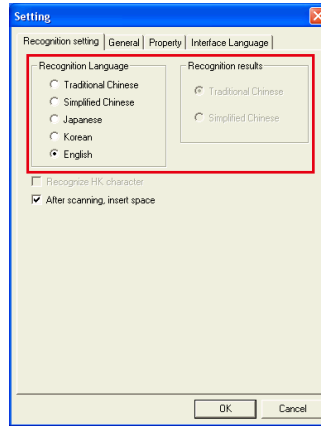 Setting
Recognition setting General Property Interface Language
Recognition Language
Traditional Chinese
Simplified Chinese
Japanese
Korean
English
Recognition results
Traditional Chinese
Simplified Chinese
Recognize HK character
After scanning, insert space
OK Cancel